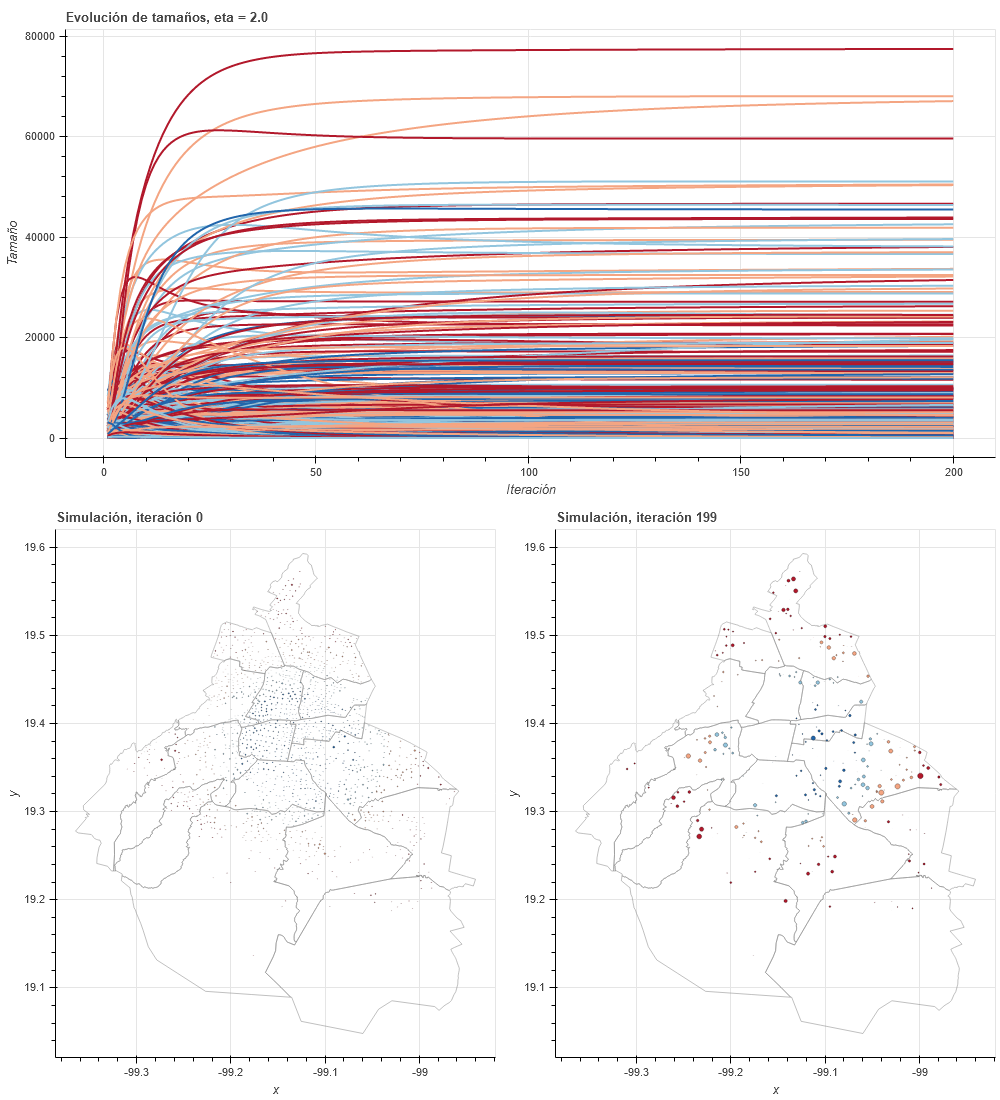 Evolución de tamaños, eta = 2.0
80000
60000
40000
20000
0
Tamaño
0 50 100 150 200
Iteración
Simulación, iteración 0
19.6
19.5
19.4
19.3
19.2
19.1
y
-99.3 -99.2 -99.1 -99
x
Simulación, iteración 199
19.6
19.5
19.4
19.3
19.2
19.1
y
-99.3 -99.2 -99.1 -99
x